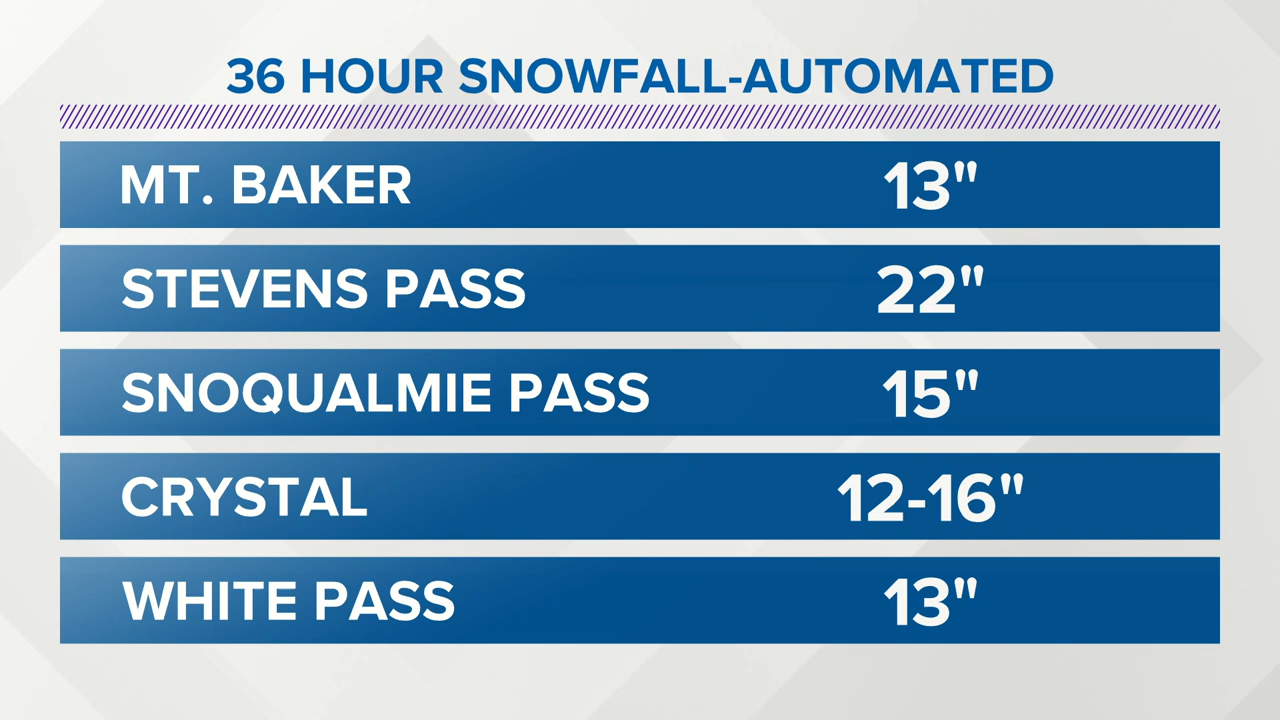 36 HOUR SNOWFALL-AUTOMATED
MT. BAKER 13"
STEVENS PASS 22"
SNOQUALMIE PASS 15"
CRYSTAL 12-16"
WHITE PASS 13"